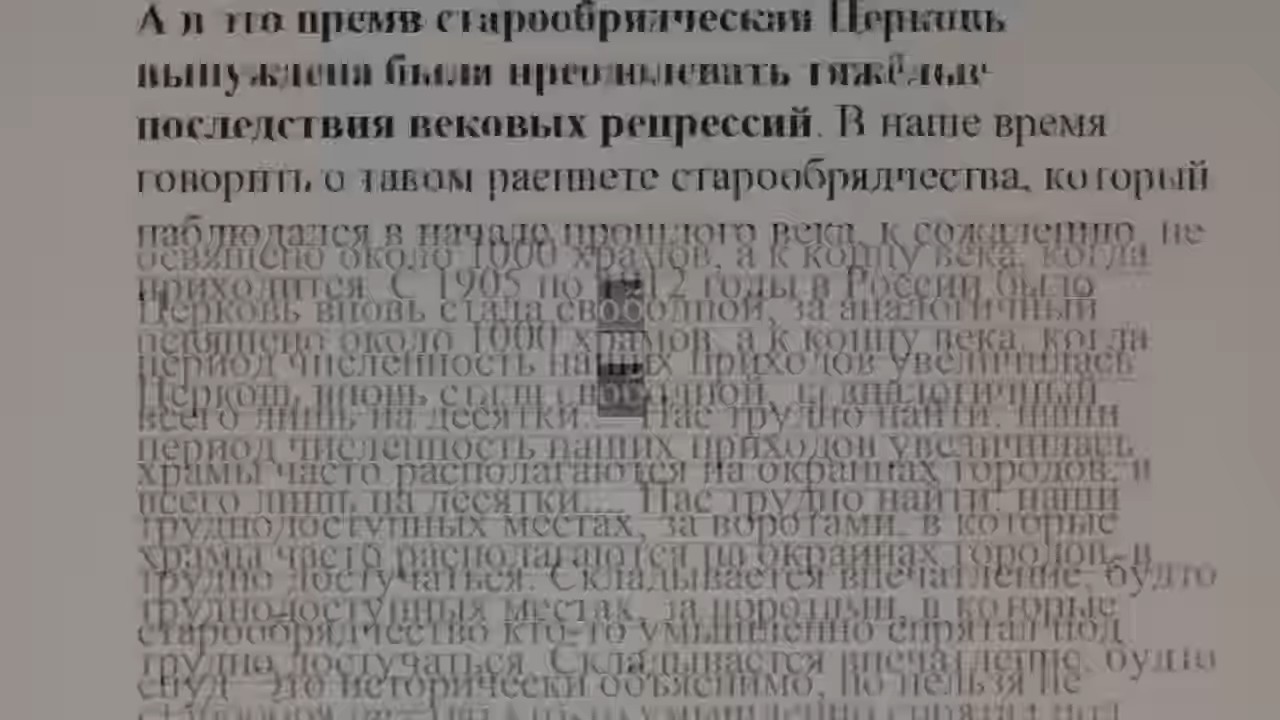 А в это время старообрядческая Церковь
вынуждена была преодолевать тяжёлые
последствия вековых репрессий. В наше время
говорить о таком расцвете старообрядчества, который
наблюдался в начале прошлого века, к сожалению, не
приходится. С 1905 по годы в России было
освящено около 1000 храмов, а к концу века, когда
Церковь вновь стала свободной, за аналогичный
период численность наших приходов увеличилась
всего лишь на десятки... Нас трудно найти: наши
храмы часто располагаются на окраинах городов, в
труднодоступных местах, за воротами, в которые
трудно достучаться. Складывается впечатление, будто
старообрядчество кто-то умышленно спрятал под
спуд. Это исторически объяснимо, но нельзя не